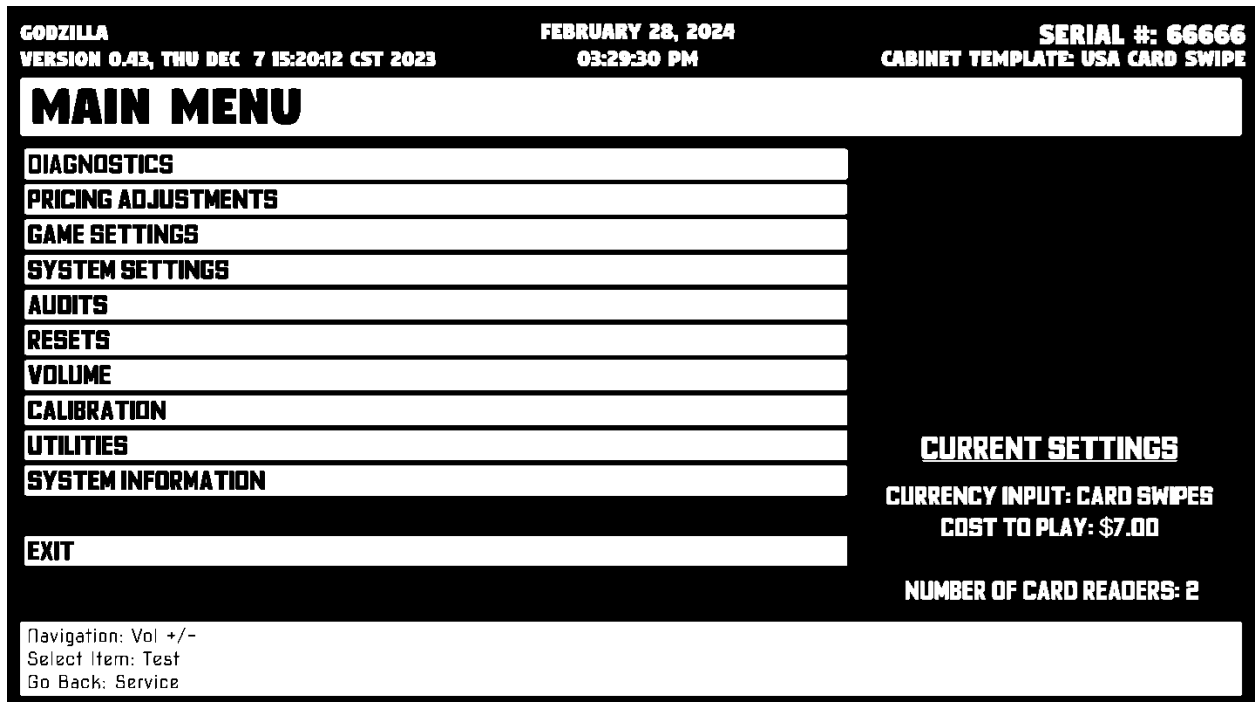 GODZILLA
VERSION 0.43, THU DEC 7 15:20:12 CST 2023
FEBRUARY 28, 2024
03:29:30 PM
SERIAL #: 66666
CABINET TEMPLATE: USA CARD SWIPE
MAIN MENU
DIAGNOSTICS
PRICING ADJUSTMENTS
GAME SETTINGS
SYSTEM SETTINGS
AUDITS
RESETS
VOLUME
CALIBRATION
UTILITIES
SYSTEM INFORMATION
EXIT
CURRENT SETTINGS
CURRENCY INPUT: CARD SWIPES
COST TO PLAY: $7.00
NUMBER OF CARD READERS: 2
Navigation: Vol +/-
Select Item: Test
Go Back: Service